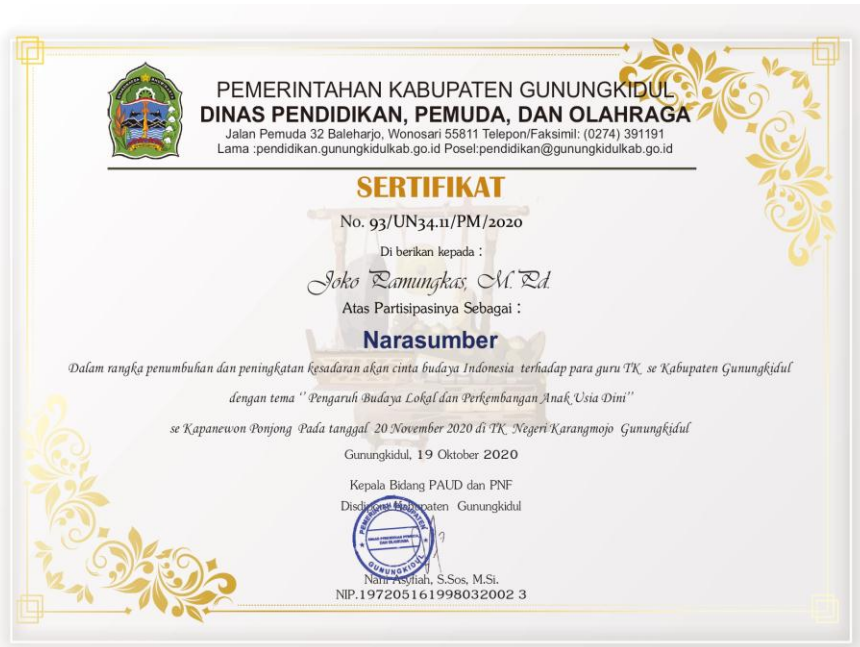 PEMERINTAHAN KABUPATEN GUNUNGKIDUL
DINAS PENDIDIKAN, PEMUDA, DAN OLAHRAGA
Jalan Pemuda 32 Baleharjo, Wonosari 55811 Telepon/Faksimil: (0274) 391191
Lama :pendidikan.gunungkidulkab.go.id Posel:pendidikan@gunungkidulkab.go.id
SERTIFIKAT
No. 93/UN34.11/PM/2020
Di berikan kepada :
Joko Pamungkas, M.Pd.
Atas Partisipasinya Sebagai :
Narasumber
Dalam rangka penumbuhan dan peningkatan kesadaran akan cinta budaya Indonesia terhadap para guru TK se Kabupaten Gunungkidul
dengan tema '' Pengaruh Budaya Lokal dan Perkembangan Anak Usia Dini''
se Kapanewon Ponjong Pada tanggal 20 November 2020 di TK Negeri Karangmojo Gunungkidul
Gunungkidul, 19 Oktober 2020
Kepala Bidang PAUD dan PNF
Gunungkidul
PEMERINTAH KABUPATEN
GUNUNGKIDUL
S.Sos, M.Si.
NIP.197205161998032002 3